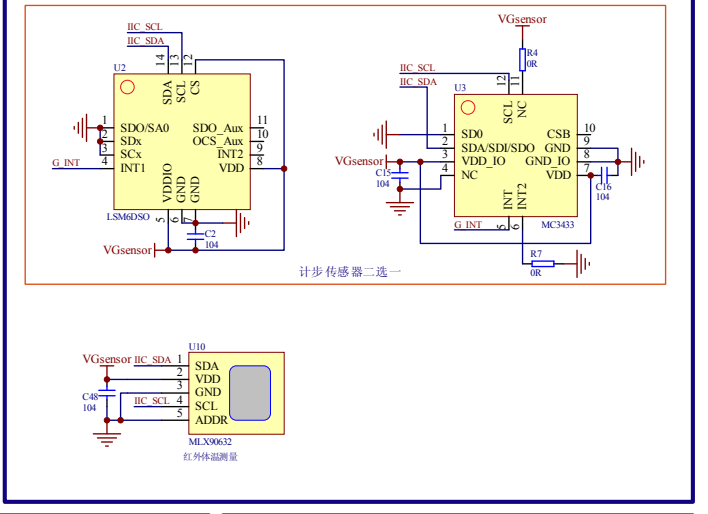 IIC_SCL
IIC_SDA
14
13
12
U2
SDA
SCL
CS
1 SDO/SA0
2 SDx
3 SCx
G_INT 4 INT1
SDO_Aux 11
OCS_Aux 10
INT2 9
VDD 8
VDDIO
GND
GND
LSM6DSO
5
6
7
C2
104
VGsensor
VGsensor
R4
0R
IIC_SCL
IIC_SDA
12
11
U3
SCL
NC
1 SD0
2 SDA/SDI/SDO
VGsensor 3 VDD_IO
4 NC
CSB 10
GND 9
GND_IO 8
VDD 7
C15
104
C16
104
INT
INT2
G_INT
5
6
MC3433
R7
0R
计步传感器二选一
U10
VGsensor IIC_SDA 1 SDA
2 VDD
3 GND
IIC_SCL 4 SCL
5 ADDR
C48
104
MLX90632
红外体温测量